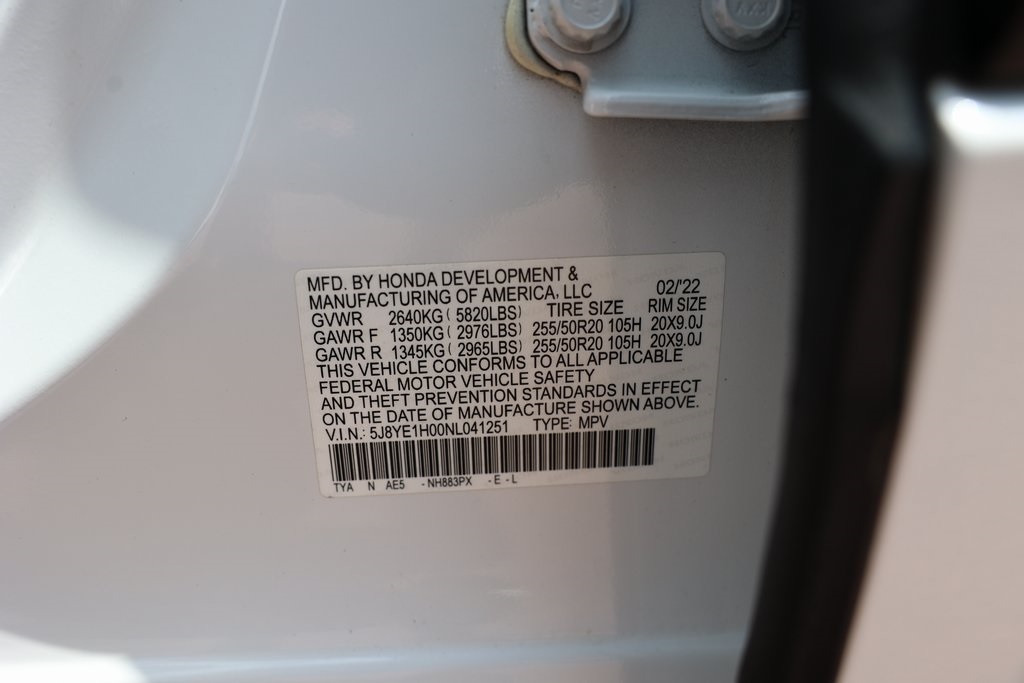 MFD. BY HONDA DEVELOPMENT &
MANUFACTURING OF AMERICA, LLC 02/'22
GVWR 2640KG ( 5820LBS) TIRE SIZE RIM SIZE
GAWR F 1350KG ( 2976LBS) 255/50R20 105H 20X9.0J
GAWR R 1345KG ( 2965LBS) 255/50R20 105H 20X9.0J
THIS VEHICLE CONFORMS TO ALL APPLICABLE
FEDERAL MOTOR VEHICLE SAFETY
AND THEFT PREVENTION STANDARDS IN EFFECT
ON THE DATE OF MANUFACTURE SHOWN ABOVE.
V.I.N.: 5J8YE1H00NL041251 TYPE: MPV
TYA N AE5 -NH883PX -E-L